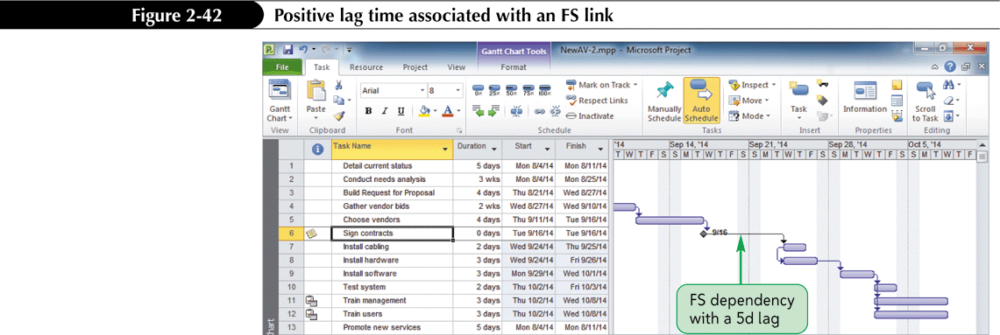 Figure 2-42 Positive lag time associated with an FS link
Gantt Chart Tools NewAV-2.mpp - Microsoft Project
File Task Resource Project View Format
Gantt Chart Paste Arial 8 0% 25% 50% 75% 100% Mark on Track Respect Links Inactivate Manually Schedule Auto Schedule Inspect Move Mode Task Information Scroll to Task
B I U A
View Clipboard Font Schedule Tasks Insert Properties Editing
Task Name Duration Start Finish '14 Sep 14, '14 Sep 21, '14 Sep 28, '14 Oct 5, '14
T W T F S S M T W T F S S M T W T F S S M T W T F S S M T W T F
1 Detail current status 5 days Mon 8/4/14 Mon 8/11/14
2 Conduct needs analysis 3 wks Mon 8/4/14 Mon 8/25/14
3 Build Request for Proposal 4 days Thu 8/21/14 Wed 8/27/14
4 Gather vendor bids 2 wks Wed 8/27/14 Wed 9/10/14
5 Choose vendors 4 days Thu 9/11/14 Tue 9/16/14
6 Sign contracts 0 days Tue 9/16/14 Tue 9/16/14 9/16
7 Install cabling 2 days Wed 9/24/14 Thu 9/25/14
8 Install hardware 3 days Wed 9/24/14 Fri 9/26/14
9 Install software 3 days Mon 9/29/14 Wed 10/1/14
10 Test system 2 days Thu 10/2/14 Fri 10/3/14
11 Train management 3 days Thu 10/2/14 Wed 10/8/14
12 Train users 3 days Thu 10/2/14 Wed 10/8/14
13 Promote new services 5 days Mon 8/4/14 Mon 8/11/14
FS dependency
with a 5d lag